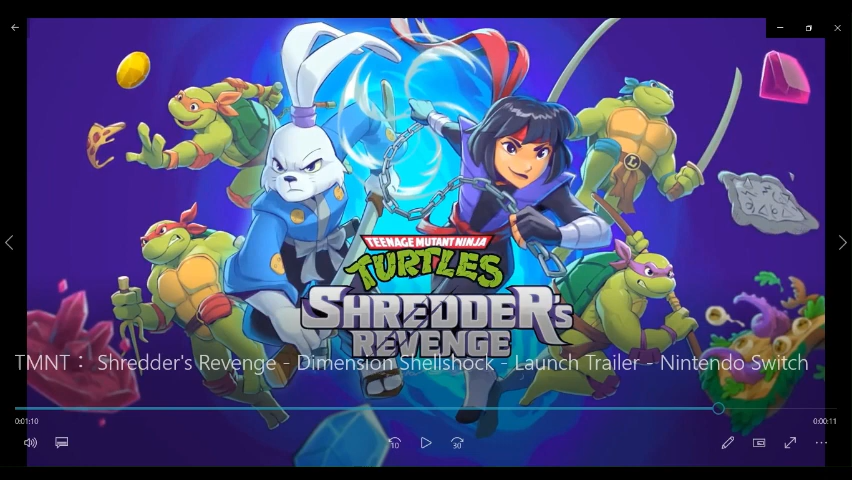 TEENAGE MUTANT NINJA
TURTLES
SHREDDER'S
REVENGE
L
TMNT： Shredder's Revenge - Dimension Shellshock - Launch Trailer - Nintendo Switch
0:01:10
0:00:11
10
30